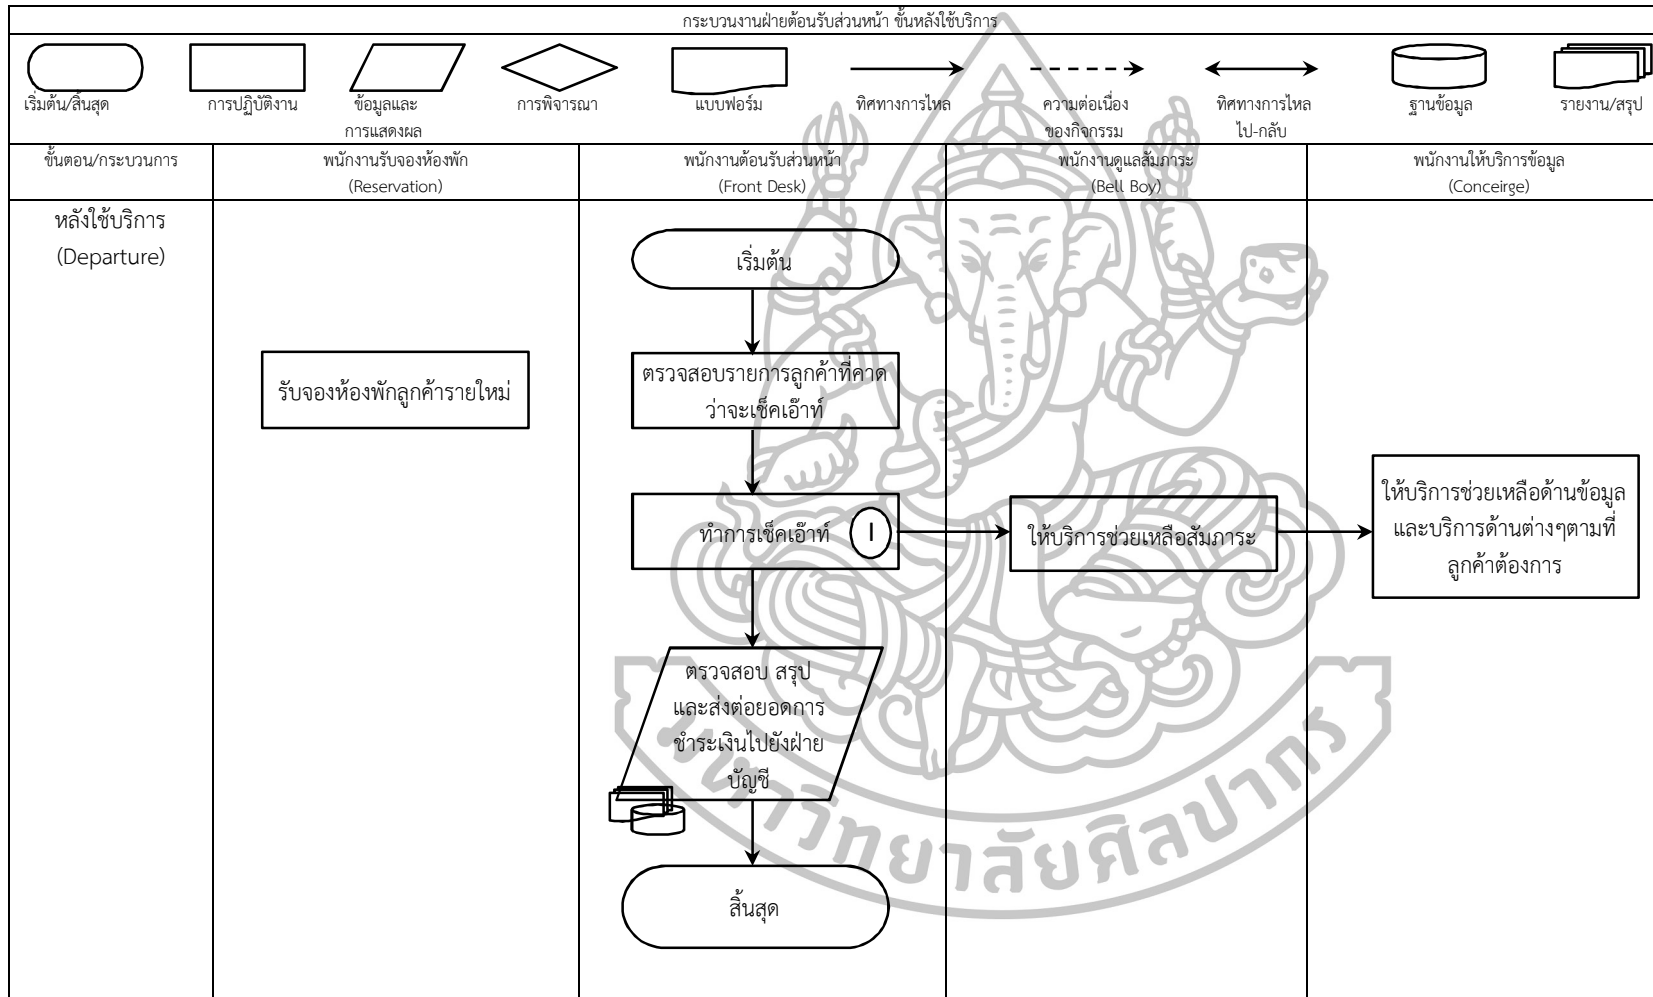 กระบวนงานฝ่ายต้อนรับส่วนหน้า ขั้นหลังใช้บริการ
เริ่มต้น/สิ้นสุด
การปฏิบัติงาน
ข้อมูลและ
การแสดงผล
การพิจารณา
แบบฟอร์ม
ทิศทางการไหล
ความต่อเนื่อง
ของกิจกรรม
ทิศทางการไหล
ไป-กลับ
ฐานข้อมูล
รายงาน/สรุป
ขั้นตอน/กระบวนการ
พนักงานรับจองห้องพัก
(Reservation)
พนักงานต้อนรับส่วนหน้า
(Front Desk)
พนักงานดูแลสัมภาระ
(Bell Boy)
พนักงานให้บริการข้อมูล
(Conceirge)
หลังใช้บริการ
(Departure)
เริ่มต้น
รับจองห้องพักลูกค้ารายใหม่
ตรวจสอบรายการลูกค้าที่คาด
ว่าจะเช็คเอ๊าท์
ทำการเช็คเอ๊าท์
I
ให้บริการช่วยเหลือสัมภาระ
ให้บริการช่วยเหลือด้านข้อมูล
และบริการด้านต่างๆตามที่
ลูกค้าต้องการ
ตรวจสอบ สรุป
และส่งต่อยอดการ
ชำระเงินไปยังฝ่าย
บัญชี
สิ้นสุด
มหาวิทยาลัยศิลปากร